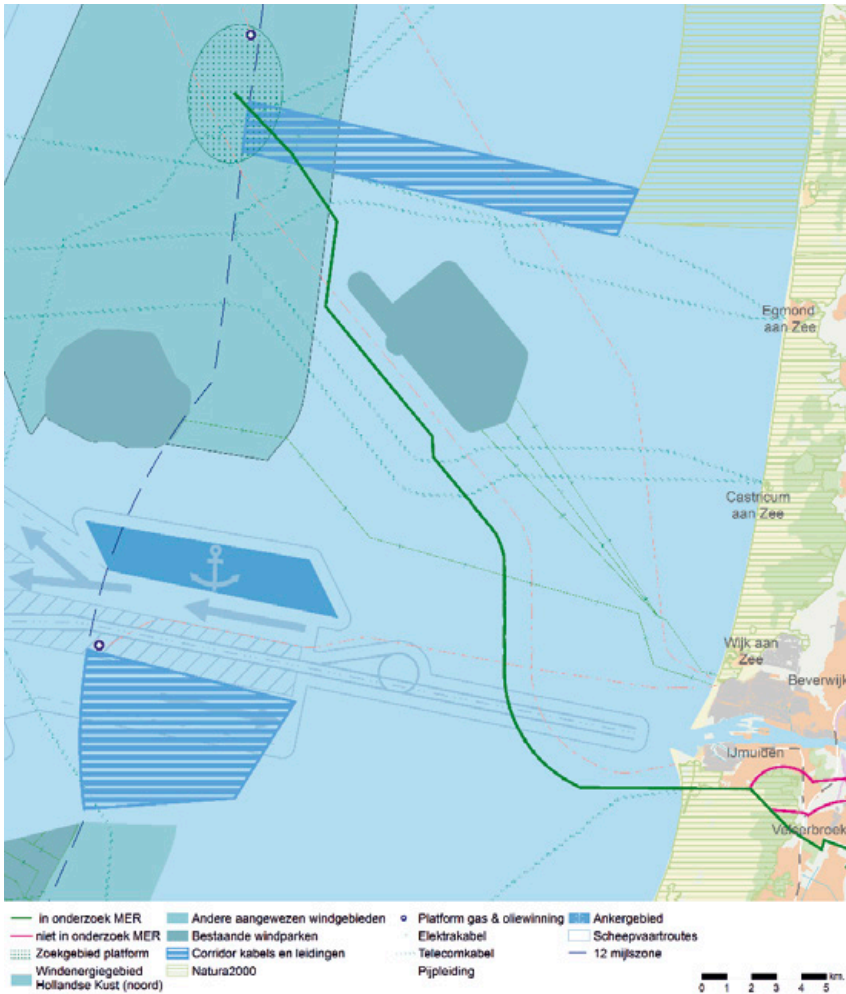 Egmond
aan Zee
Castricum
aan Zee
Wijk aan
Zee
Beverwijk
IJmuiden
Velserbroek
in onderzoek MER
niet in onderzoek MER
Zoekgebied platform
Windenergiegebied
Hollandse Kust (noord)
Andere aangewezen windgebieden
Bestaande windparken
Corridor kabels en leidingen
Natura2000
Platform gas & oliewinning
Elektrakabel
Telecomkabel
Pijpleiding
Ankergebied
Scheepvaartroutes
12 mijlszone
km.
0 1 2 3 4 5